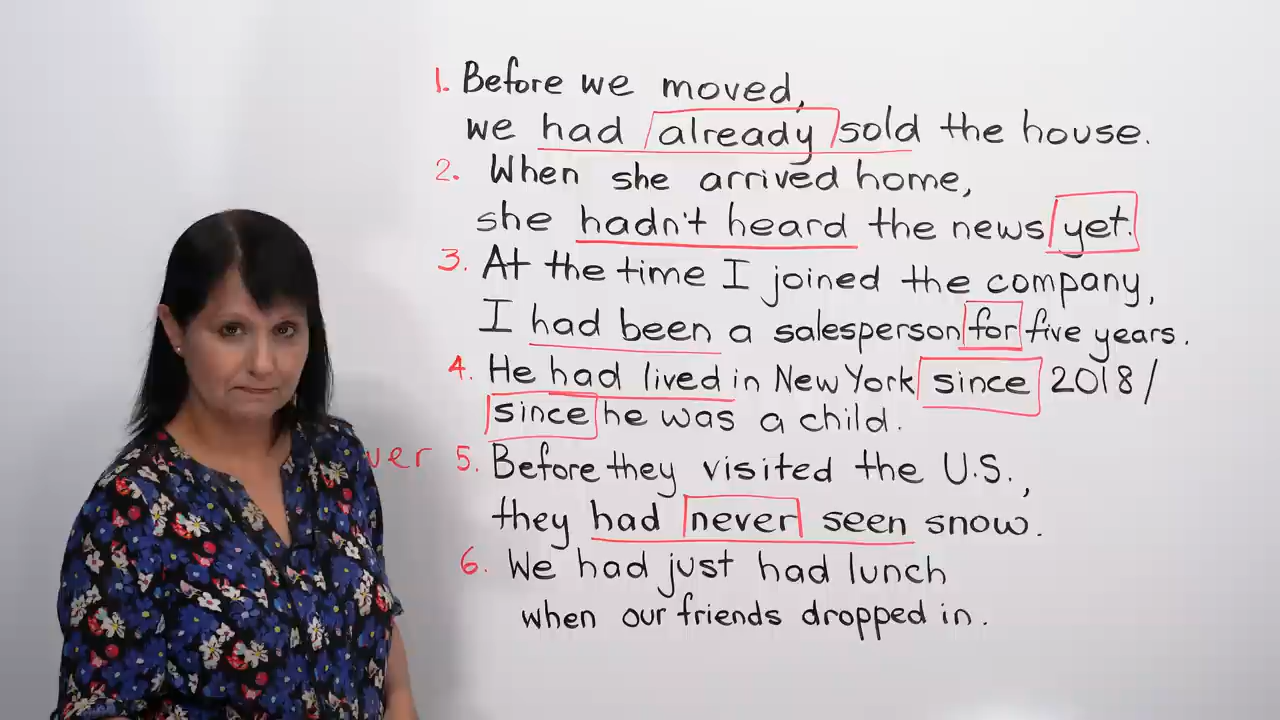 1. Before we moved,
we had already sold the house.
2. When she arrived home,
she hadn't heard the news yet.
3. At the time I joined the company,
I had been a salesperson for five years.
4. He had lived in New York since 2018/
since he was a child.
5. Before they visited the U.S.,
they had never seen snow.
6. We had just had lunch
when our friends dropped in.